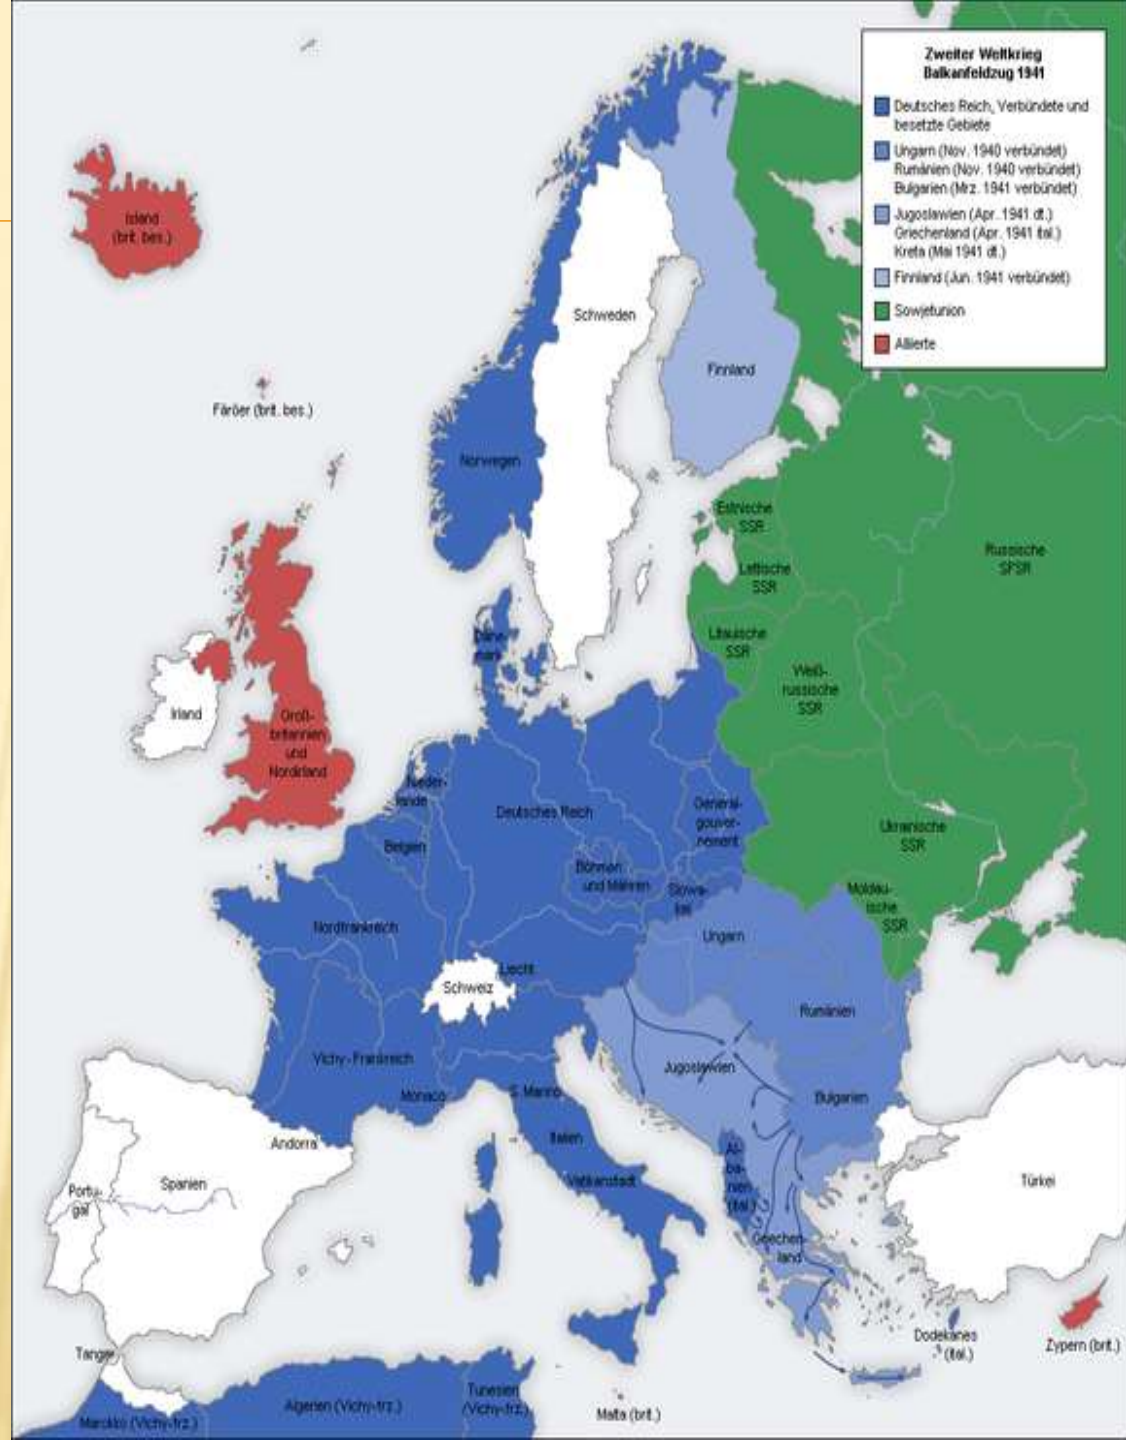 Zweiter Weltkrieg
Balkanfeldzug 1941
Deutsches Reich, Verbündete und
besetzte Gebiete
Ungarn (Nov. 1940 verbündet)
Rumänien (Nov. 1940 verbündet)
Bulgarien (Mrz. 1941 verbündet)
Jugoslawien (Apr. 1941 dt.)
Griechenland (Apr. 1941 ital.)
Kreta (Mai 1941 dt.)
Finnland (Jun. 1941 verbündet)
Sowjetunion
Alliierte
Island
(brit. bes.)
Schweden
Finnland
Färöer (brit. bes.)
Norwegen
Estnische
SSR
Russische
SFSR
Lettische
SSR
Däne-
mark
Litauische
SSR
Weiß-
russische
SSR
Irland
Groß-
britannien
und
Nordirland
Nieder-
lande
Deutsches Reich
General-
gouver-
nement
Ukrainische
SSR
Belgien
Böhmen
und Mähren
Slowa-
kei
Moldau-
ische
SSR
Nordfrankreich
Ungarn
Liecht.
Schweiz
Rumänien
Vichy-Frankreich
Jugoslawien
Monaco
S. Marino
Bulgarien
Andorra
Italien
Al-
ba-
nien
(ital.)
Vatikanstadt
Spanien
Portu-
gal
Türkei
Griechen-
land
Dodekanes
(ital.)
Zypern (brit.)
Tanger
Marokko (Vichy-frz.)
Algerien (Vichy-frz.)
Tunesien
(Vichy-frz.)
Malta (brit.)